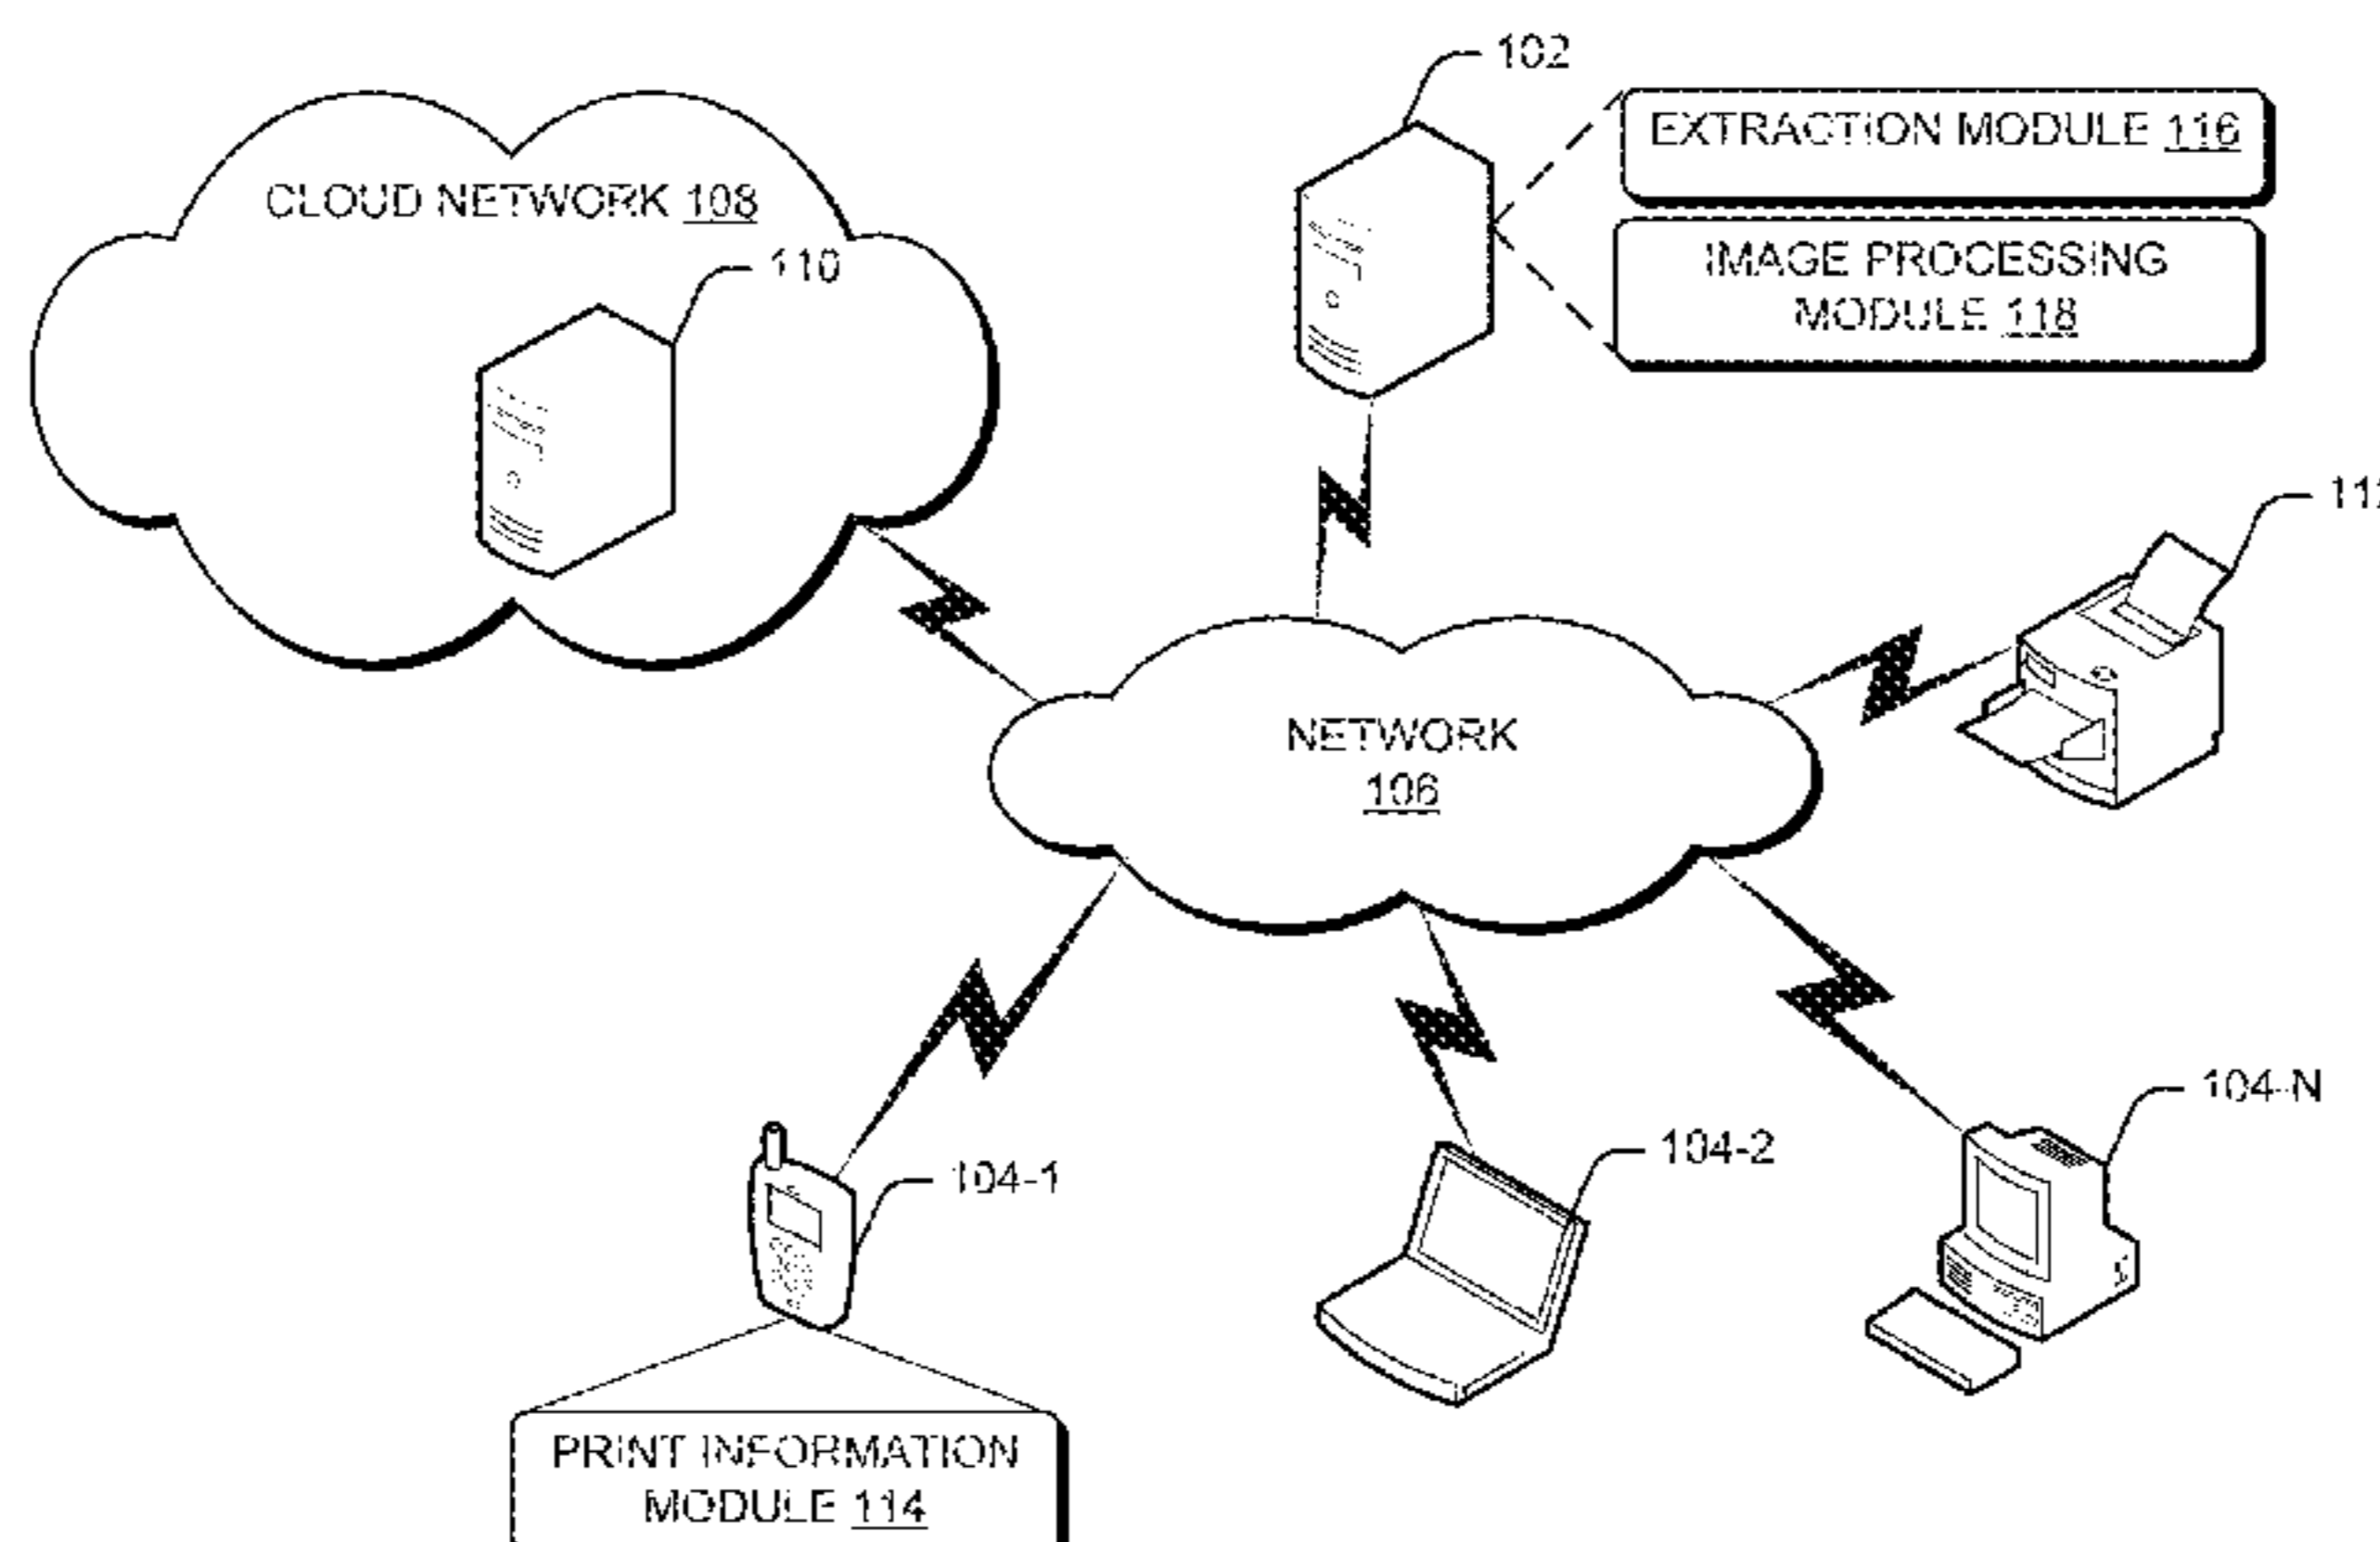 102
EXTRACTION MODULE 116
CLOUD NETWORK 108
IMAGE PROCESSING
MODULE 118
110
NETWORK
106
104-N
104-2
104-1
PRINT INFORMATION
MODULE 114